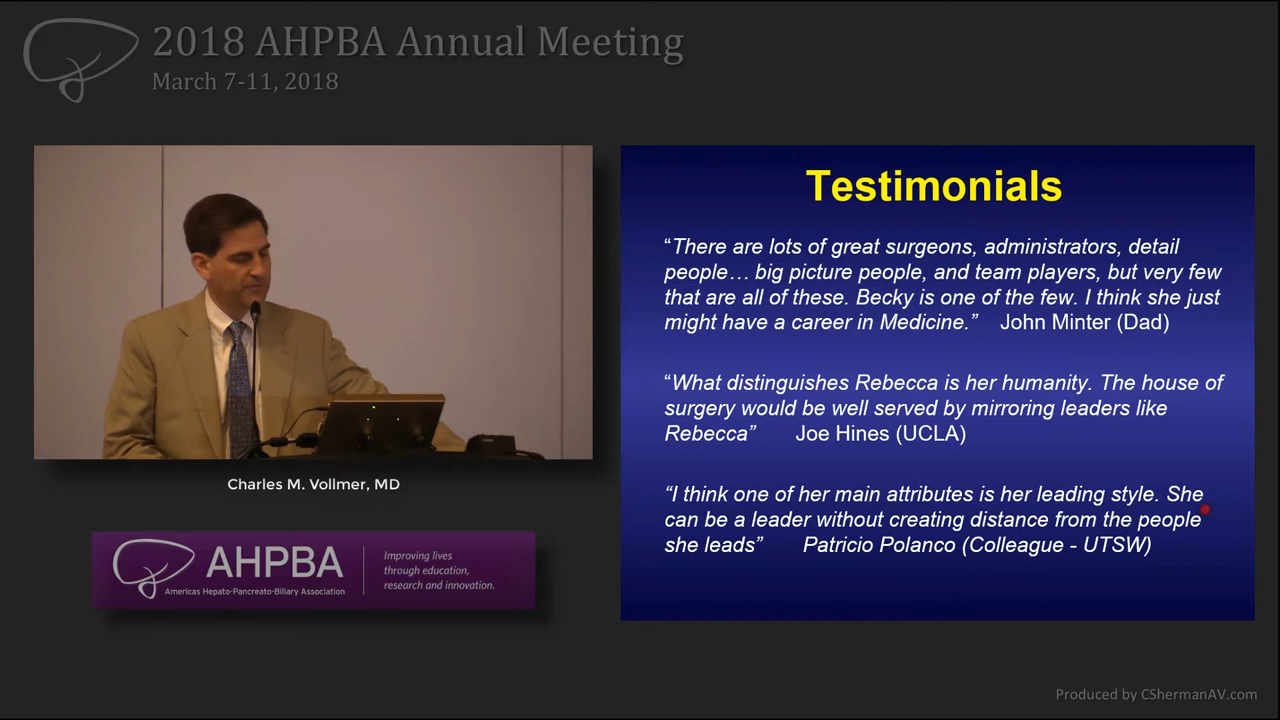 2018 AHPBA Annual Meeting
March 7-11, 2018
Charles M. Vollmer, MD
AHPBA
Americas Hepato-Pancreato-Biliary Association
Improving lives
through education,
research and innovation.
Testimonials
“There are lots of great surgeons, administrators, detail
people… big picture people, and team players, but very few
that are all of these. Becky is one of the few. I think she just
might have a career in Medicine.” John Minter (Dad)
“What distinguishes Rebecca is her humanity. The house of
surgery would be well served by mirroring leaders like
Rebecca” Joe Hines (UCLA)
“I think one of her main attributes is her leading style. She
can be a leader without creating distance from the people
she leads” Patricio Polanco (Colleague - UTSW)
Produced by CShermanAV.com